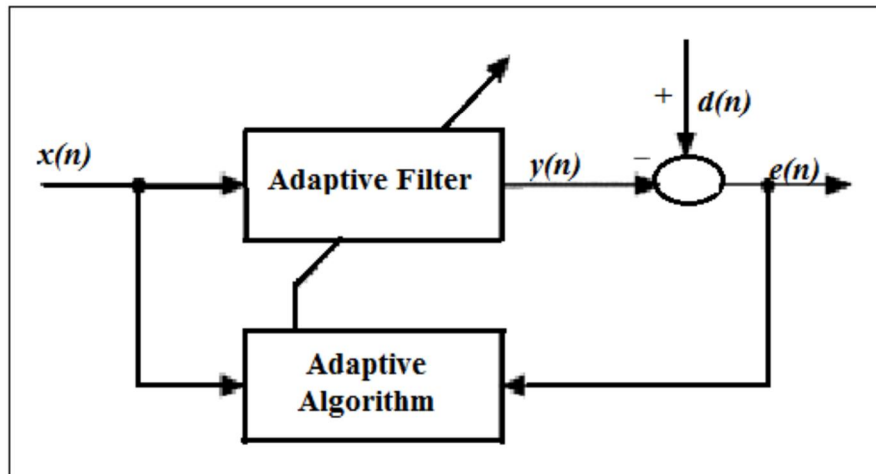 +
d(n)
x(n)
Adaptive Filter
y(n)
−
e(n)
Adaptive
Algorithm